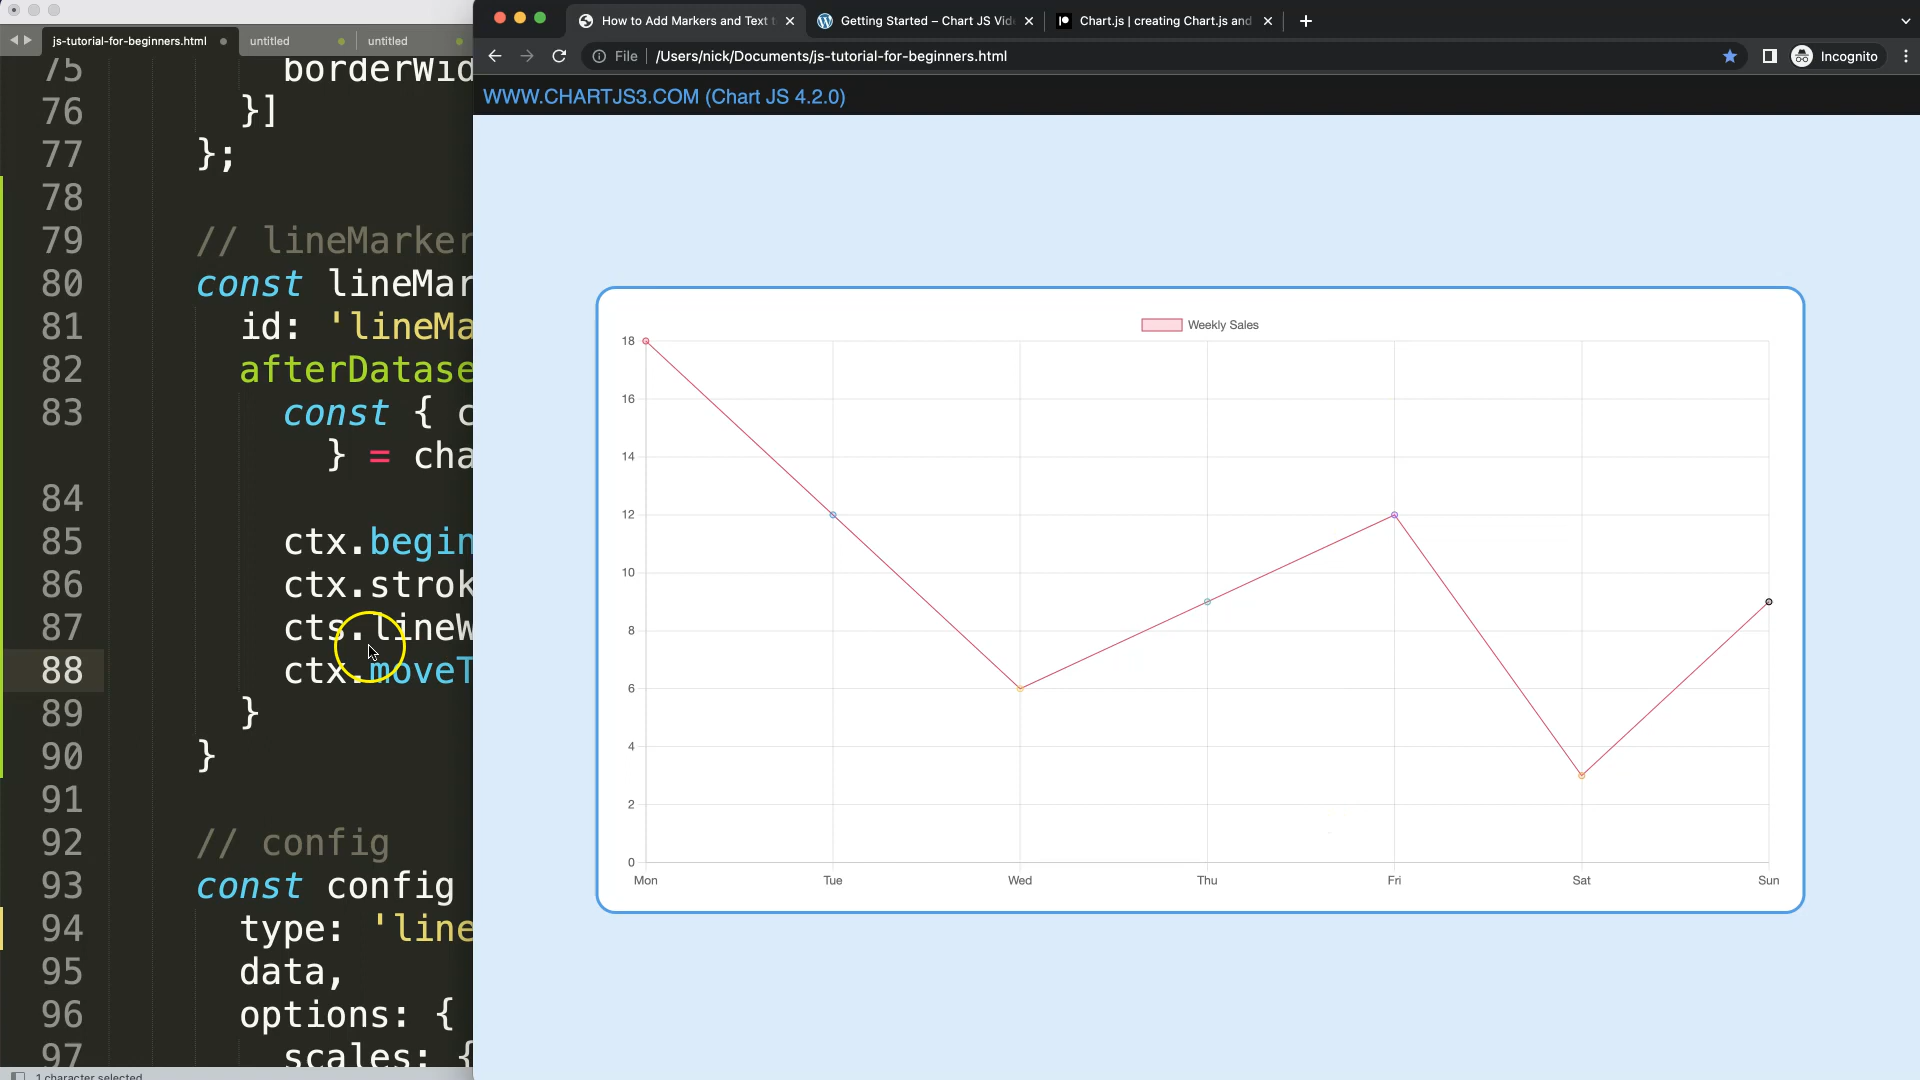 js-tutorial-for-beginners.html
untitled
untitled
75 borderWid
76 }]
77 };
78
79 // lineMarker
80 const lineMar
81 id: 'lineMa
82 afterDatase
83 const { c
} = cha
84
85 ctx.begin
86 ctx.strok
87 cts.lineW
88 ctx.moveT
89 }
90 }
91
92 // config
93 const config
94 type: 'line
95 data,
96 options: {
97 scales: {
1 character selected
How to Add Markers and Text t
Getting Started – Chart JS Vid
Chart.js | creating Chart.js and
File
/Users/nick/Documents/js-tutorial-for-beginners.html
Incognito
WWW.CHARTJS3.COM (Chart JS 4.2.0)
Weekly Sales
18
16
14
12
10
8
6
4
2
0
Mon Tue Wed Thu Fri Sat Sun